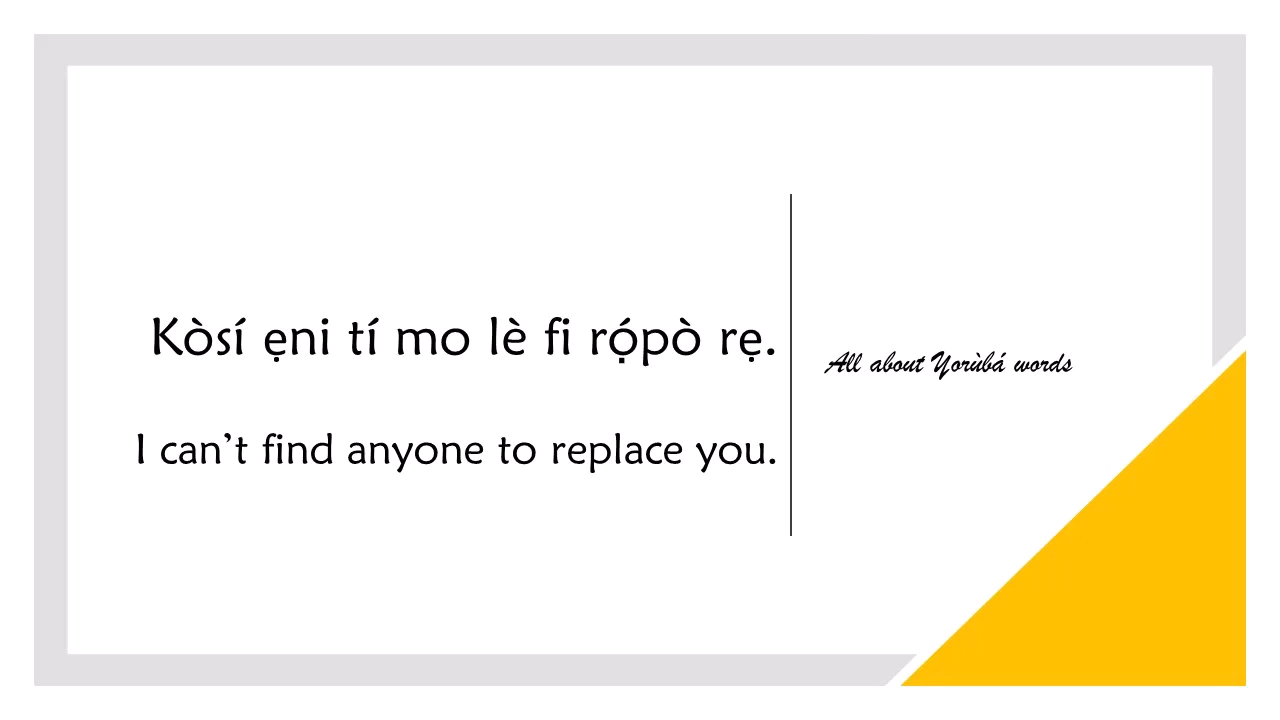 Kòsí ẹni tí mo lè fi rọ́pò rẹ.
I can’t find anyone to replace you.
All about Yorùbá words